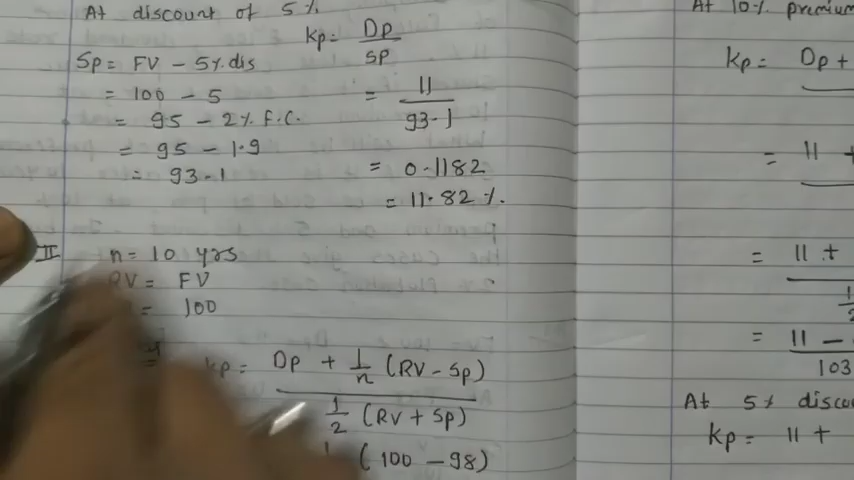 At discount of 5%
Kp = Dp / Sp
Sp = FV - 5% dis
= 100 - 5
= 11 / 93-1
= 95 - 2% F.C.
= 95 - 1.9
= 93-1
= 0-1182
= 11.82 %.
II n = 10 yrs
RV = FV
= 100
kp = Dp + 1/n (RV - Sp)
1/2 (RV + Sp)
(100 - 98)
At 10% premium
Kp = Dp +
= 11 +
= 11 +
= 11 -
103
At 5% disco
Kp = 11 +